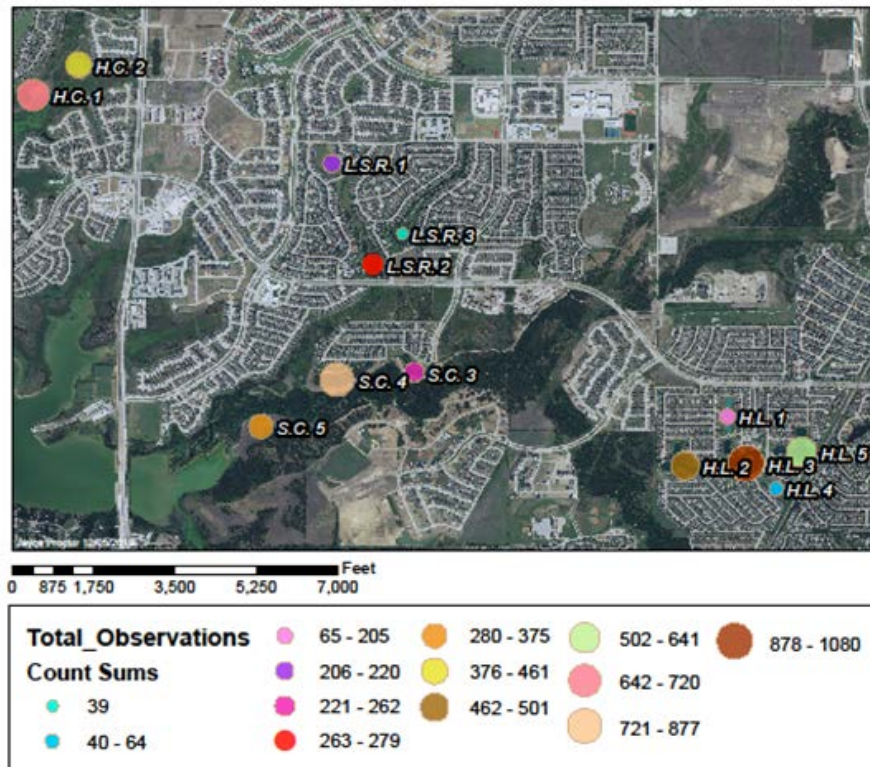 H.C. 2
H.C. 1
L.S.R. 1
L.S.R. 3
L.S.R. 2
S.C. 4
S.C. 3
S.C. 5
H.L. 1
H.L. 2
H.L. 3
H.L. 5
H.L. 4
N
Feet
0 875 1,750 3,500 5,250 7,000
Total_Observations
Count Sums
39
40 - 64
65 - 205
206 - 220
221 - 262
263 - 279
280 - 375
376 - 461
462 - 501
502 - 641
642 - 720
721 - 877
878 - 1080